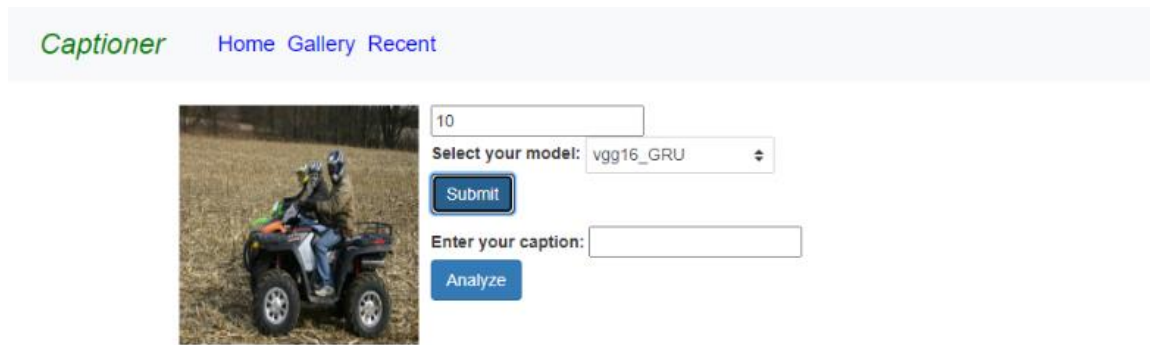 Captioner Home Gallery Recent
10
Select your model: vgg16_GRU
Submit
Enter your caption:
Analyze